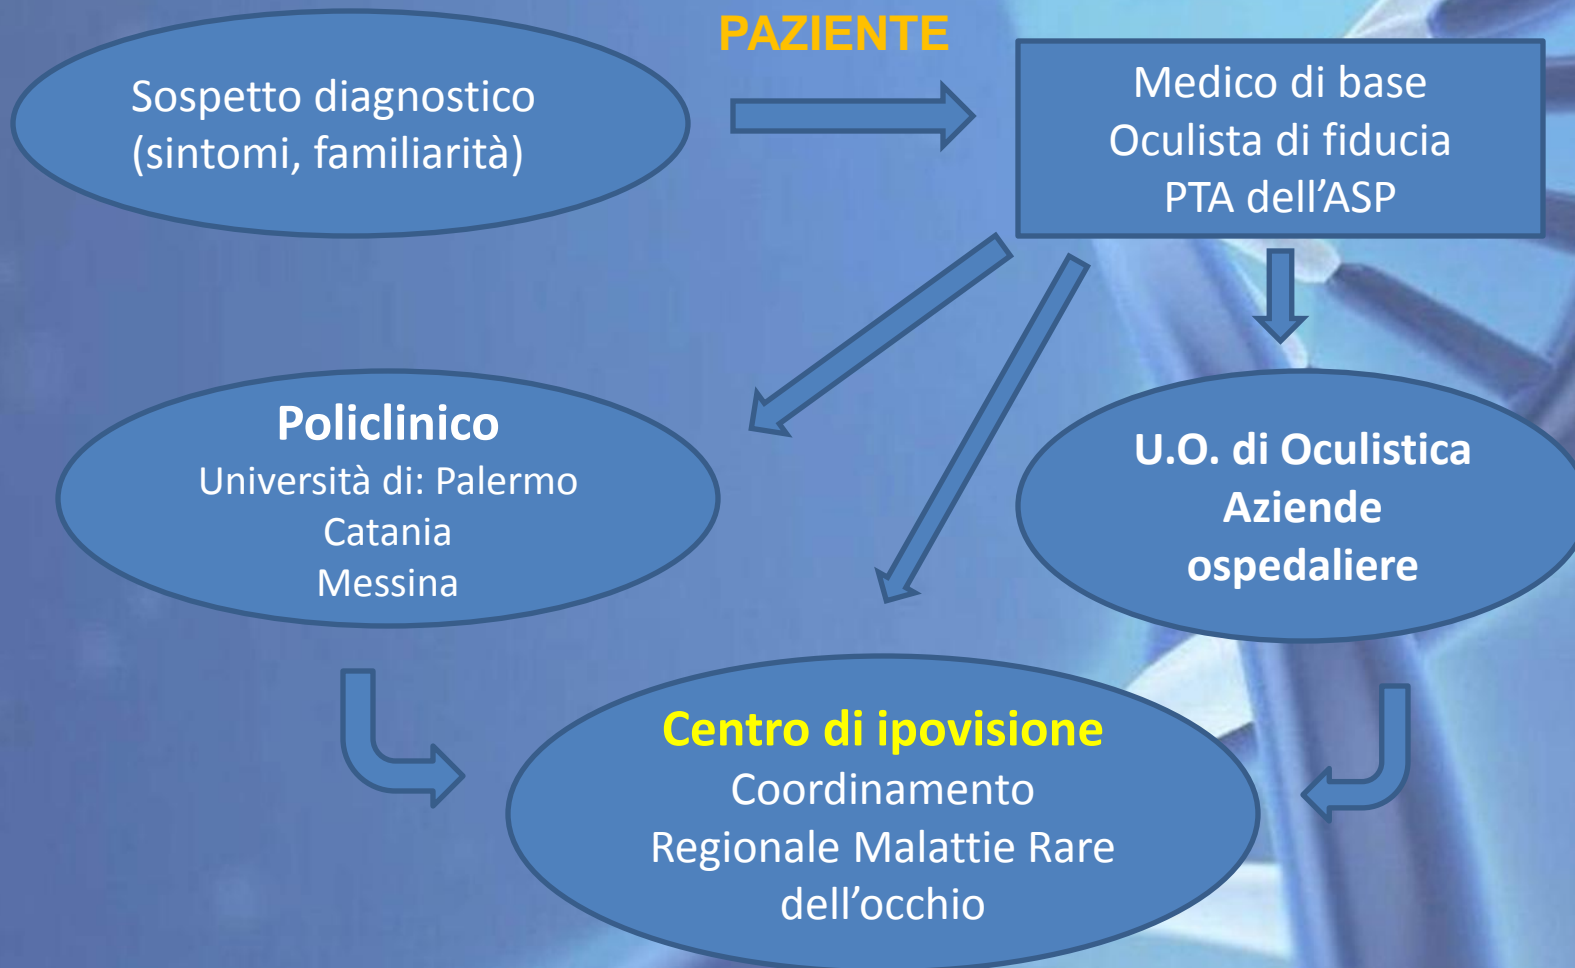 PAZIENTE
Sospetto diagnostico
(sintomi, familiarità)
Medico di base
Oculista di fiducia
PTA dell’ASP
Policlinico
Università di: Palermo
Catania
Messina
U.O. di Oculistica
Aziende
ospedaliere
Centro di ipovisione
Coordinamento
Regionale Malattie Rare
dell’occhio